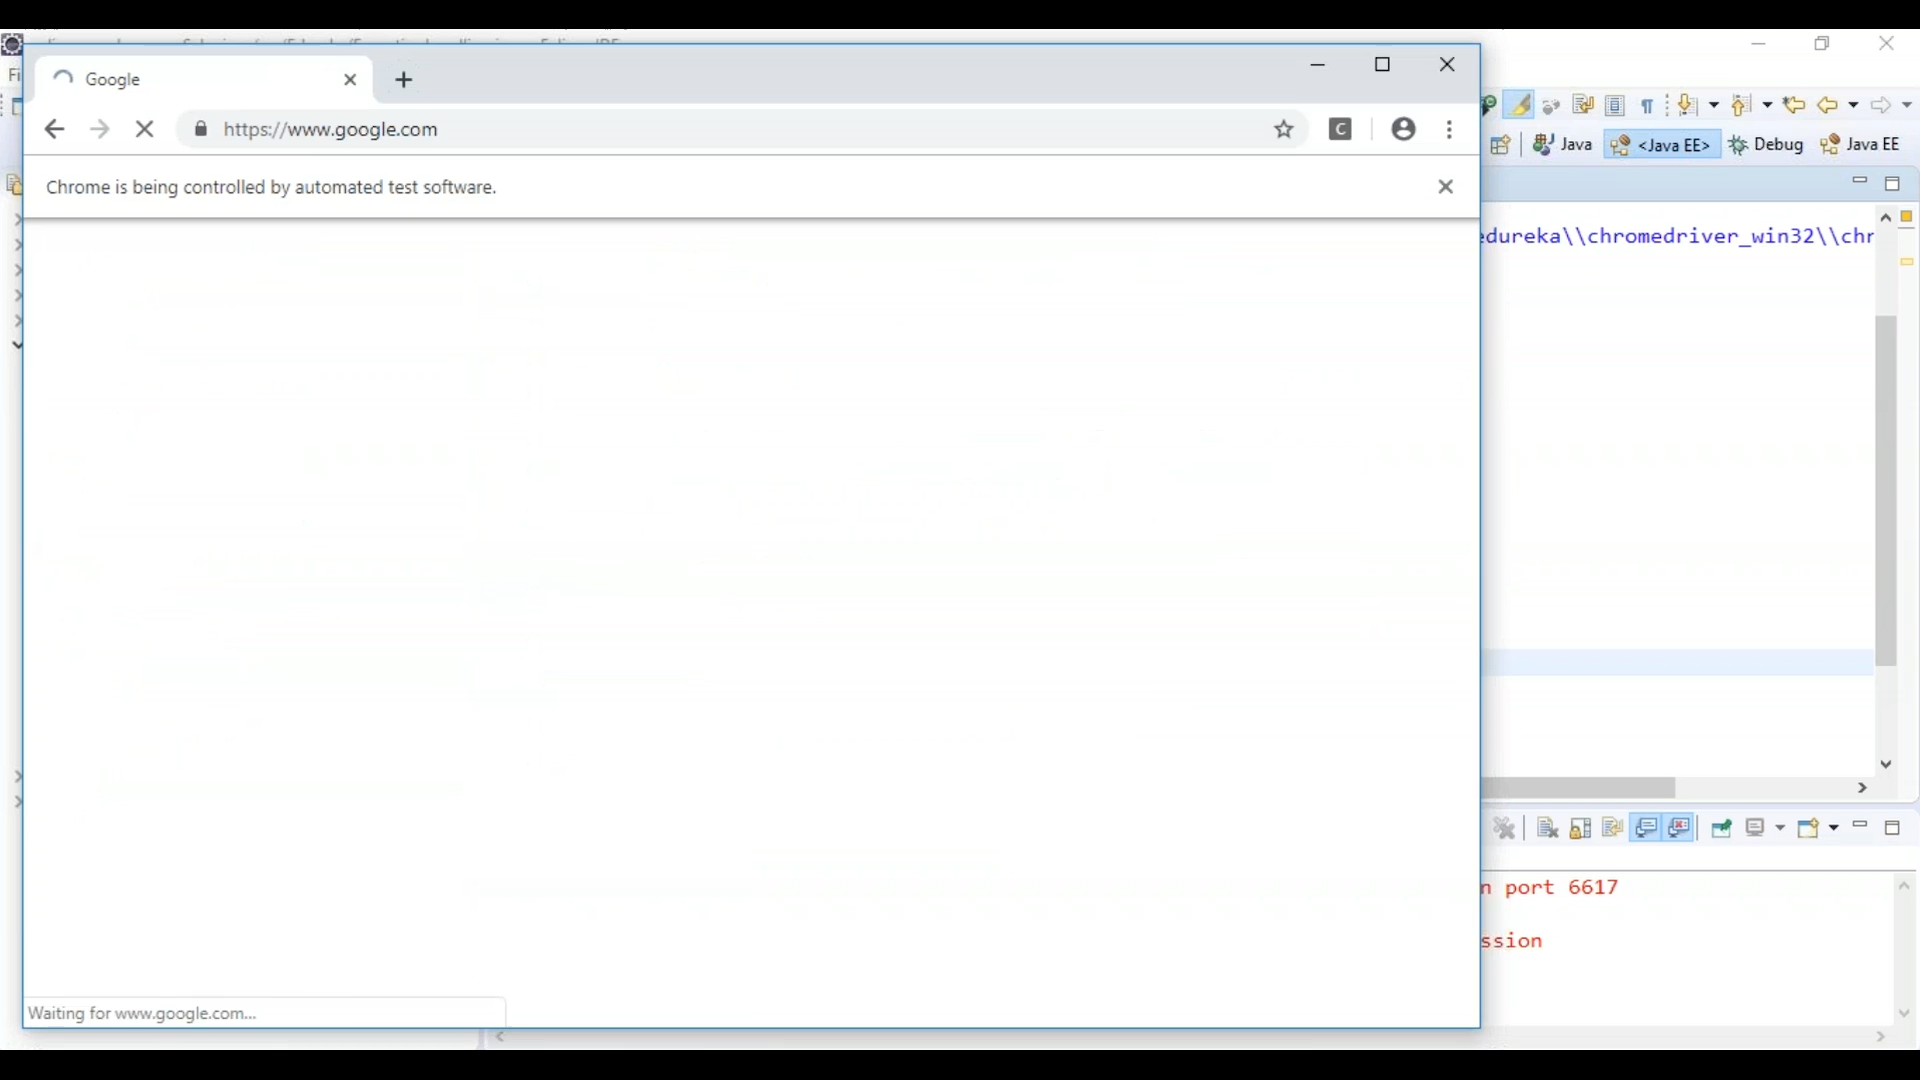 Google
https://www.google.com
Java
<Java EE>
Debug
Java EE
Chrome is being controlled by automated test software.
edureka\\chromedriver_win32\\chr
n port 6617
ssion
Waiting for www.google.com...